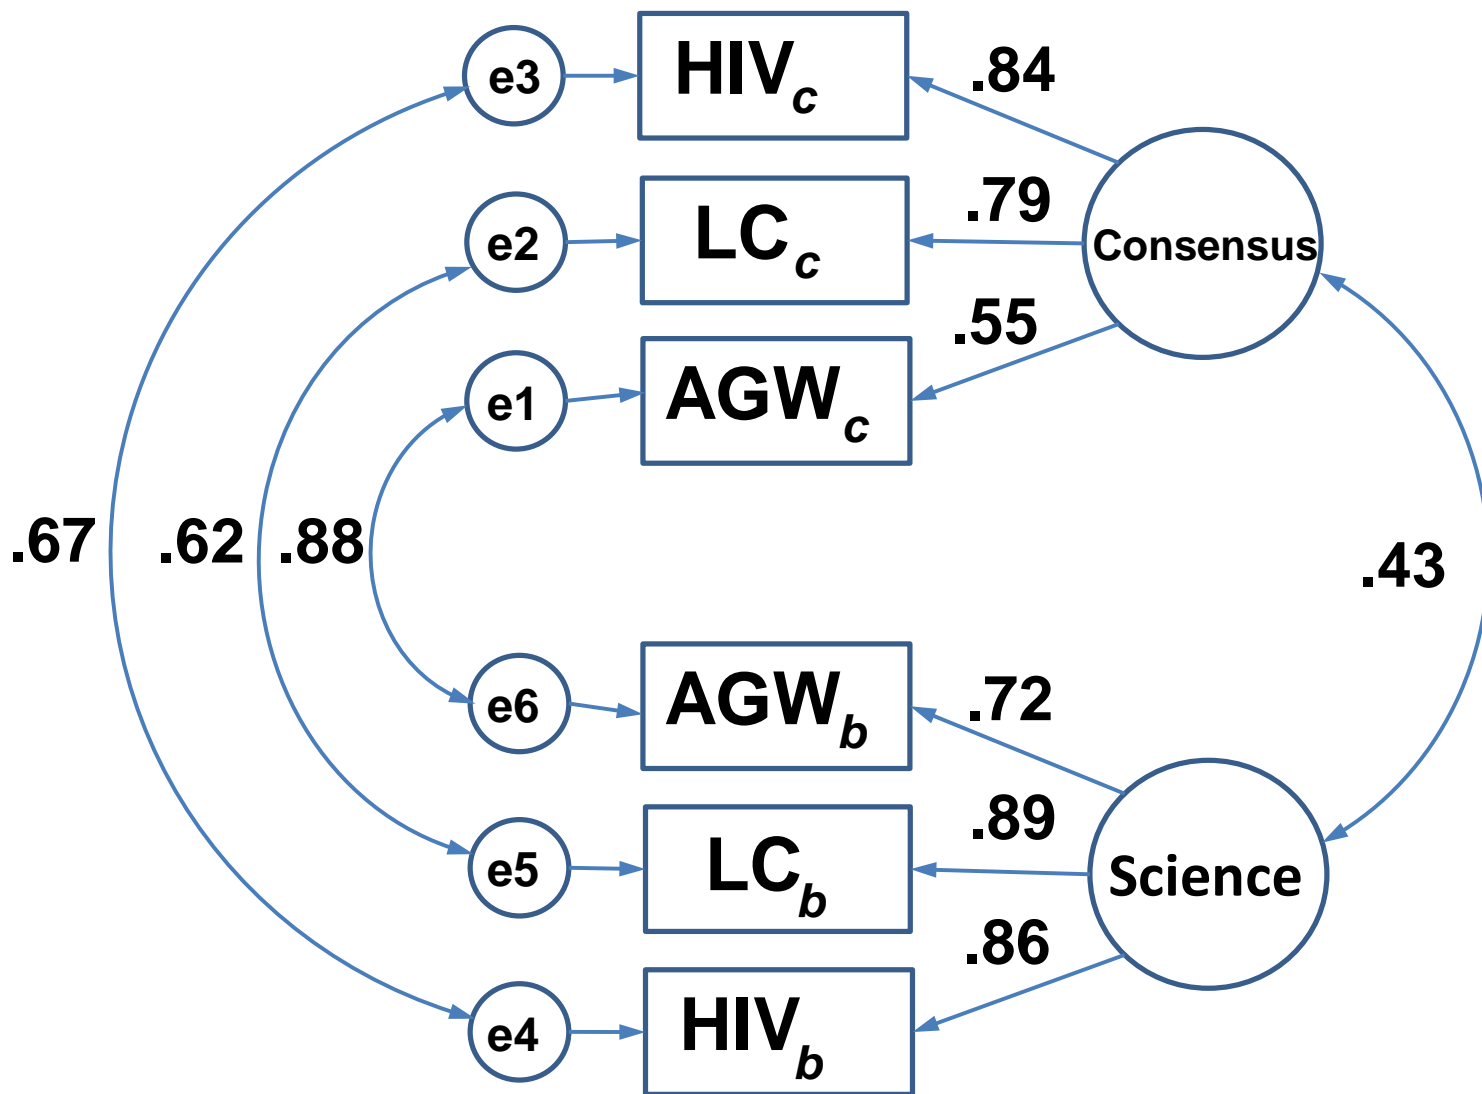 e3 HIVc .84
e2 LCc .79 Consensus
e1 AGWc .55
.67 .62 .88 .43
e6 AGWb .72
e5 LCb .89 Science
e4 HIVb .86